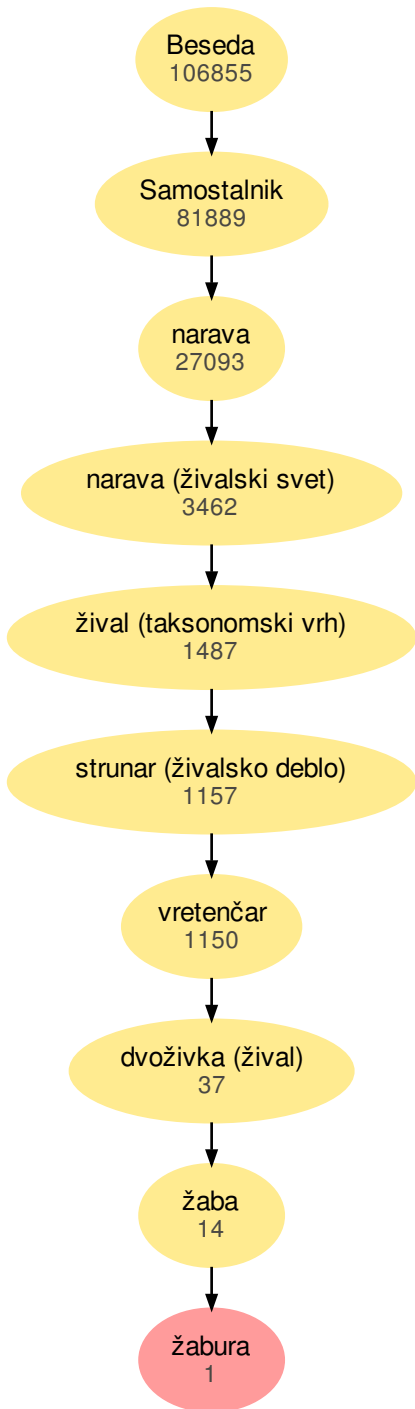 Beseda
106855
Samostalnik
81889
narava
27093
narava (živalski svet)
3462
žival (taksonomski vrh)
1487
strunar (živalsko deblo)
1157
vretenčar
1150
dvoživka (žival)
37
žaba
14
žabura
1